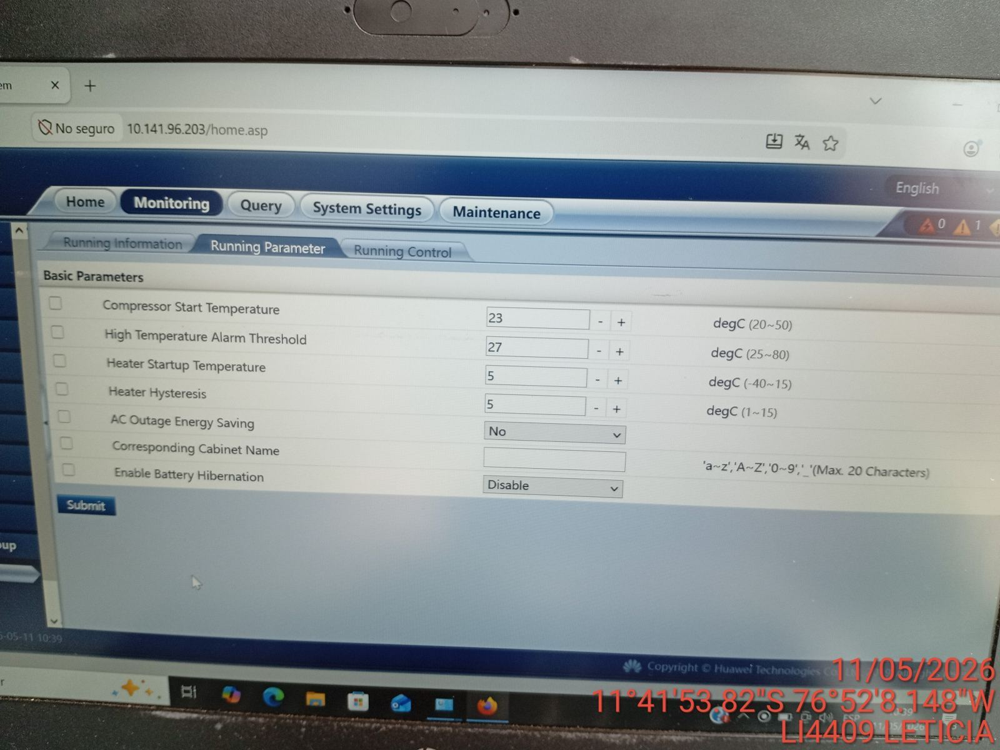 em
No seguro 10.141.96.203/home.asp
English
Home Monitoring Query System Settings Maintenance
0 1
Running Information Running Parameter Running Control
Basic Parameters
Compressor Start Temperature 23 - + degC (20~50)
High Temperature Alarm Threshold 27 - + degC (25~80)
Heater Startup Temperature 5 - + degC (-40~15)
Heater Hysteresis 5 - + degC (1~15)
AC Outage Energy Saving No
Corresponding Cabinet Name 'a~z','A~Z','0~9','_'(Max. 20 Characters)
Enable Battery Hibernation Disable
Submit
oup
-05-11 10:39
Copyright © Huawei Technologies Co
r
11/05/2026
11°41'53.82"S 76°52'8.148"W
LI4409 LETICIA